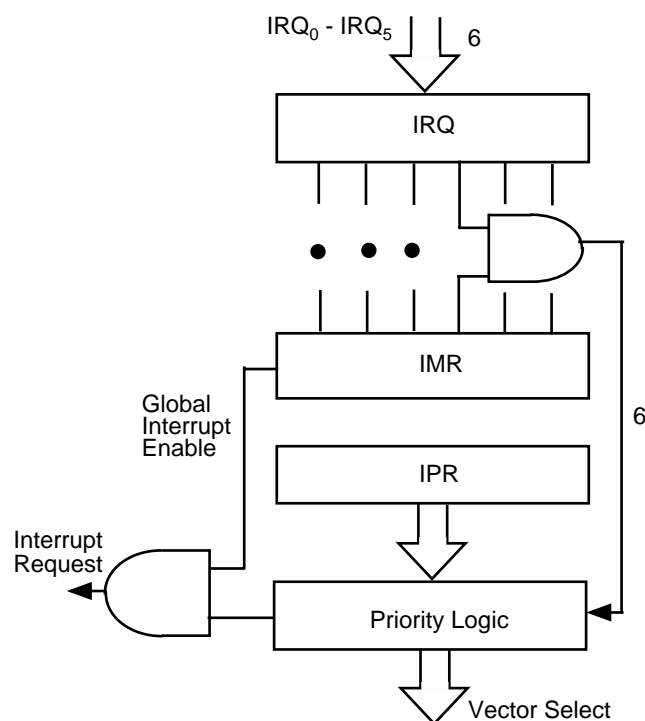 IRQ0 - IRQ5
6
IRQ
IMR
Global
Interrupt
Enable
6
IPR
Interrupt
Request
Priority Logic
Vector Select